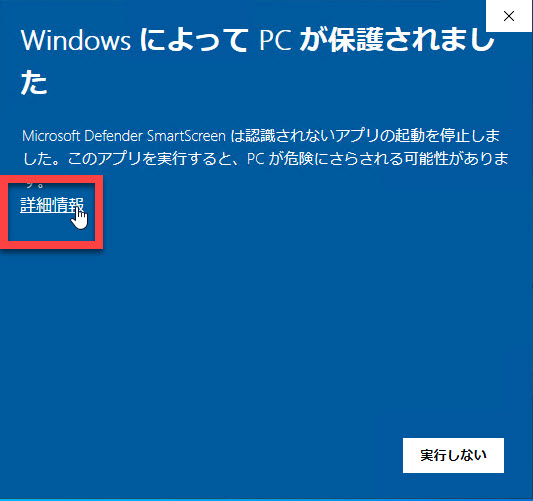 Windows によって PC が保護されまし
た
Microsoft Defender SmartScreen は認識されないアプリの起動を停止しま
した。このアプリを実行すると、PC が危険にさらされる可能性がありま
す。
詳細情報
実行しない